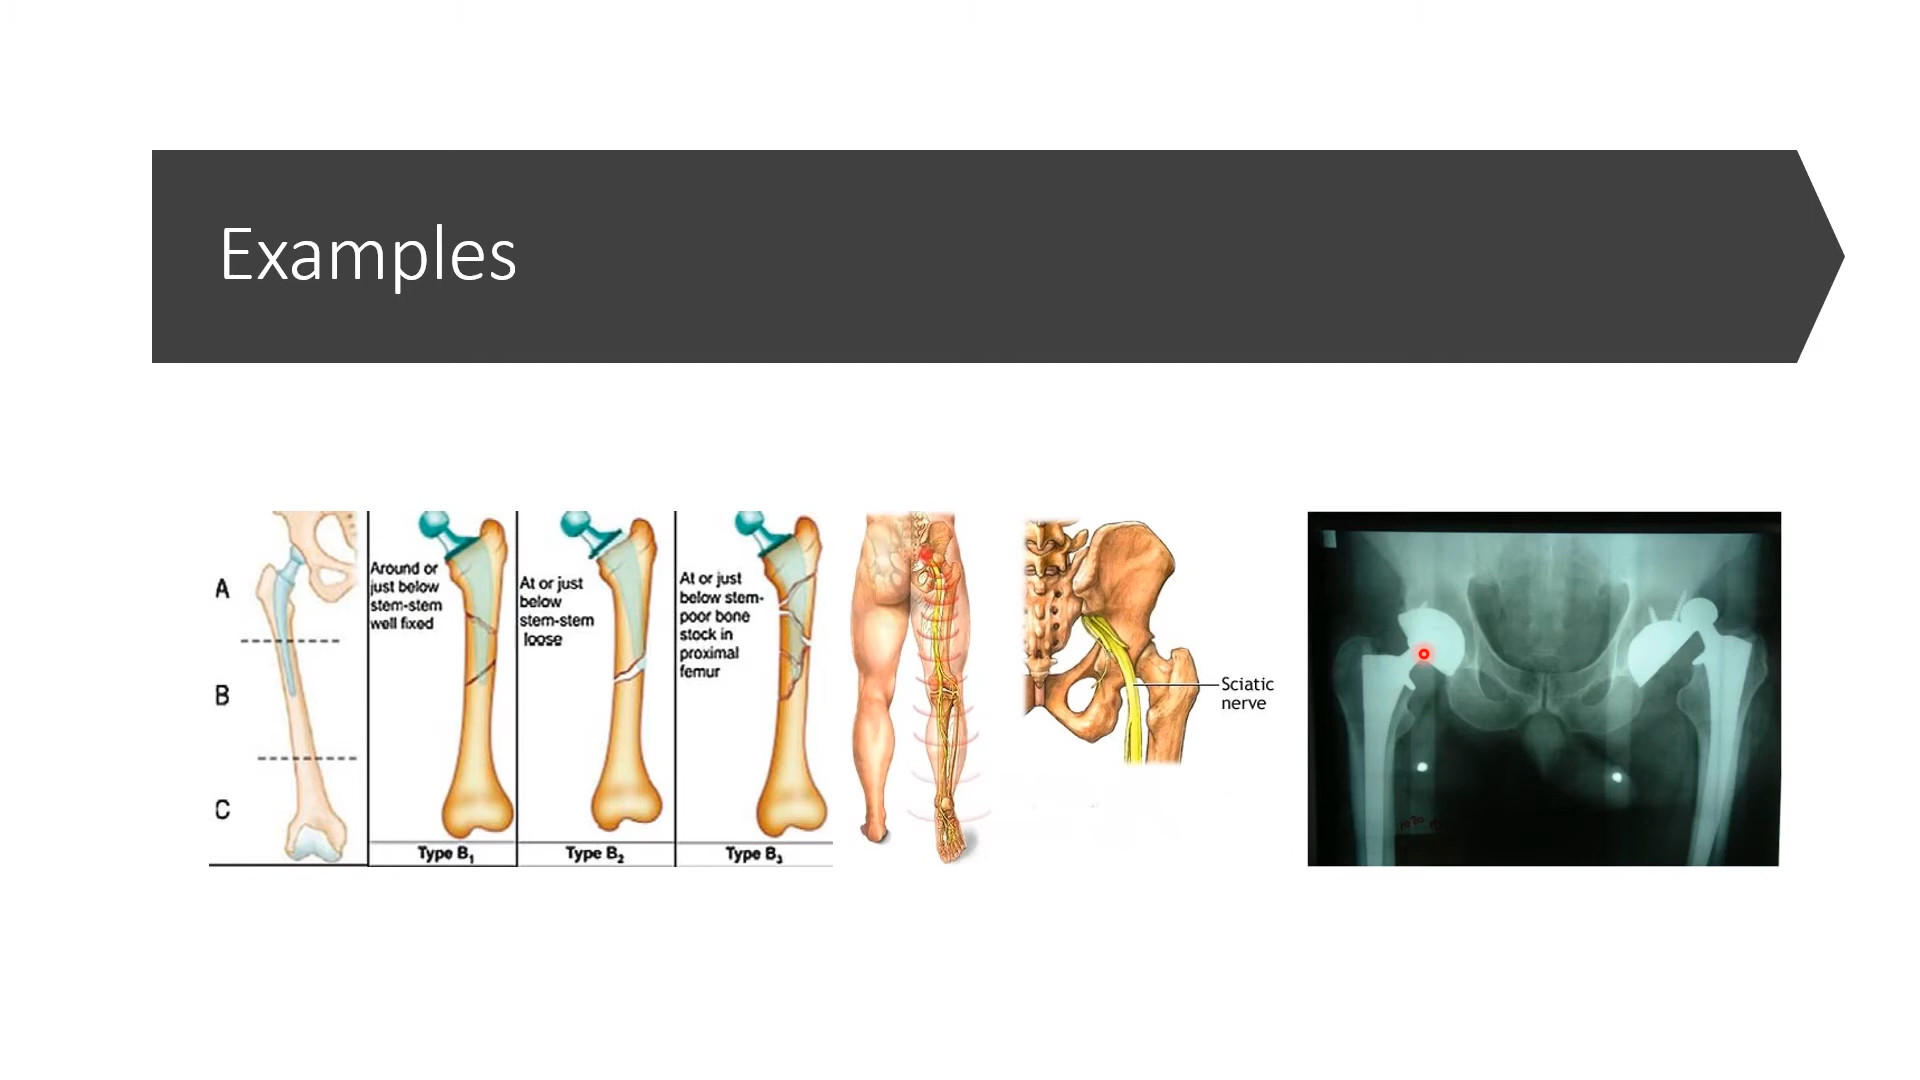 Examples
A
B
C
Around or
just below
stem-stem
well fixed
Type B₁
At or just
below
stem-stem
loose
Type B₂
At or just
below stem-
poor bone
stock in
proximal
femur
Type B₃
Sciatic
nerve